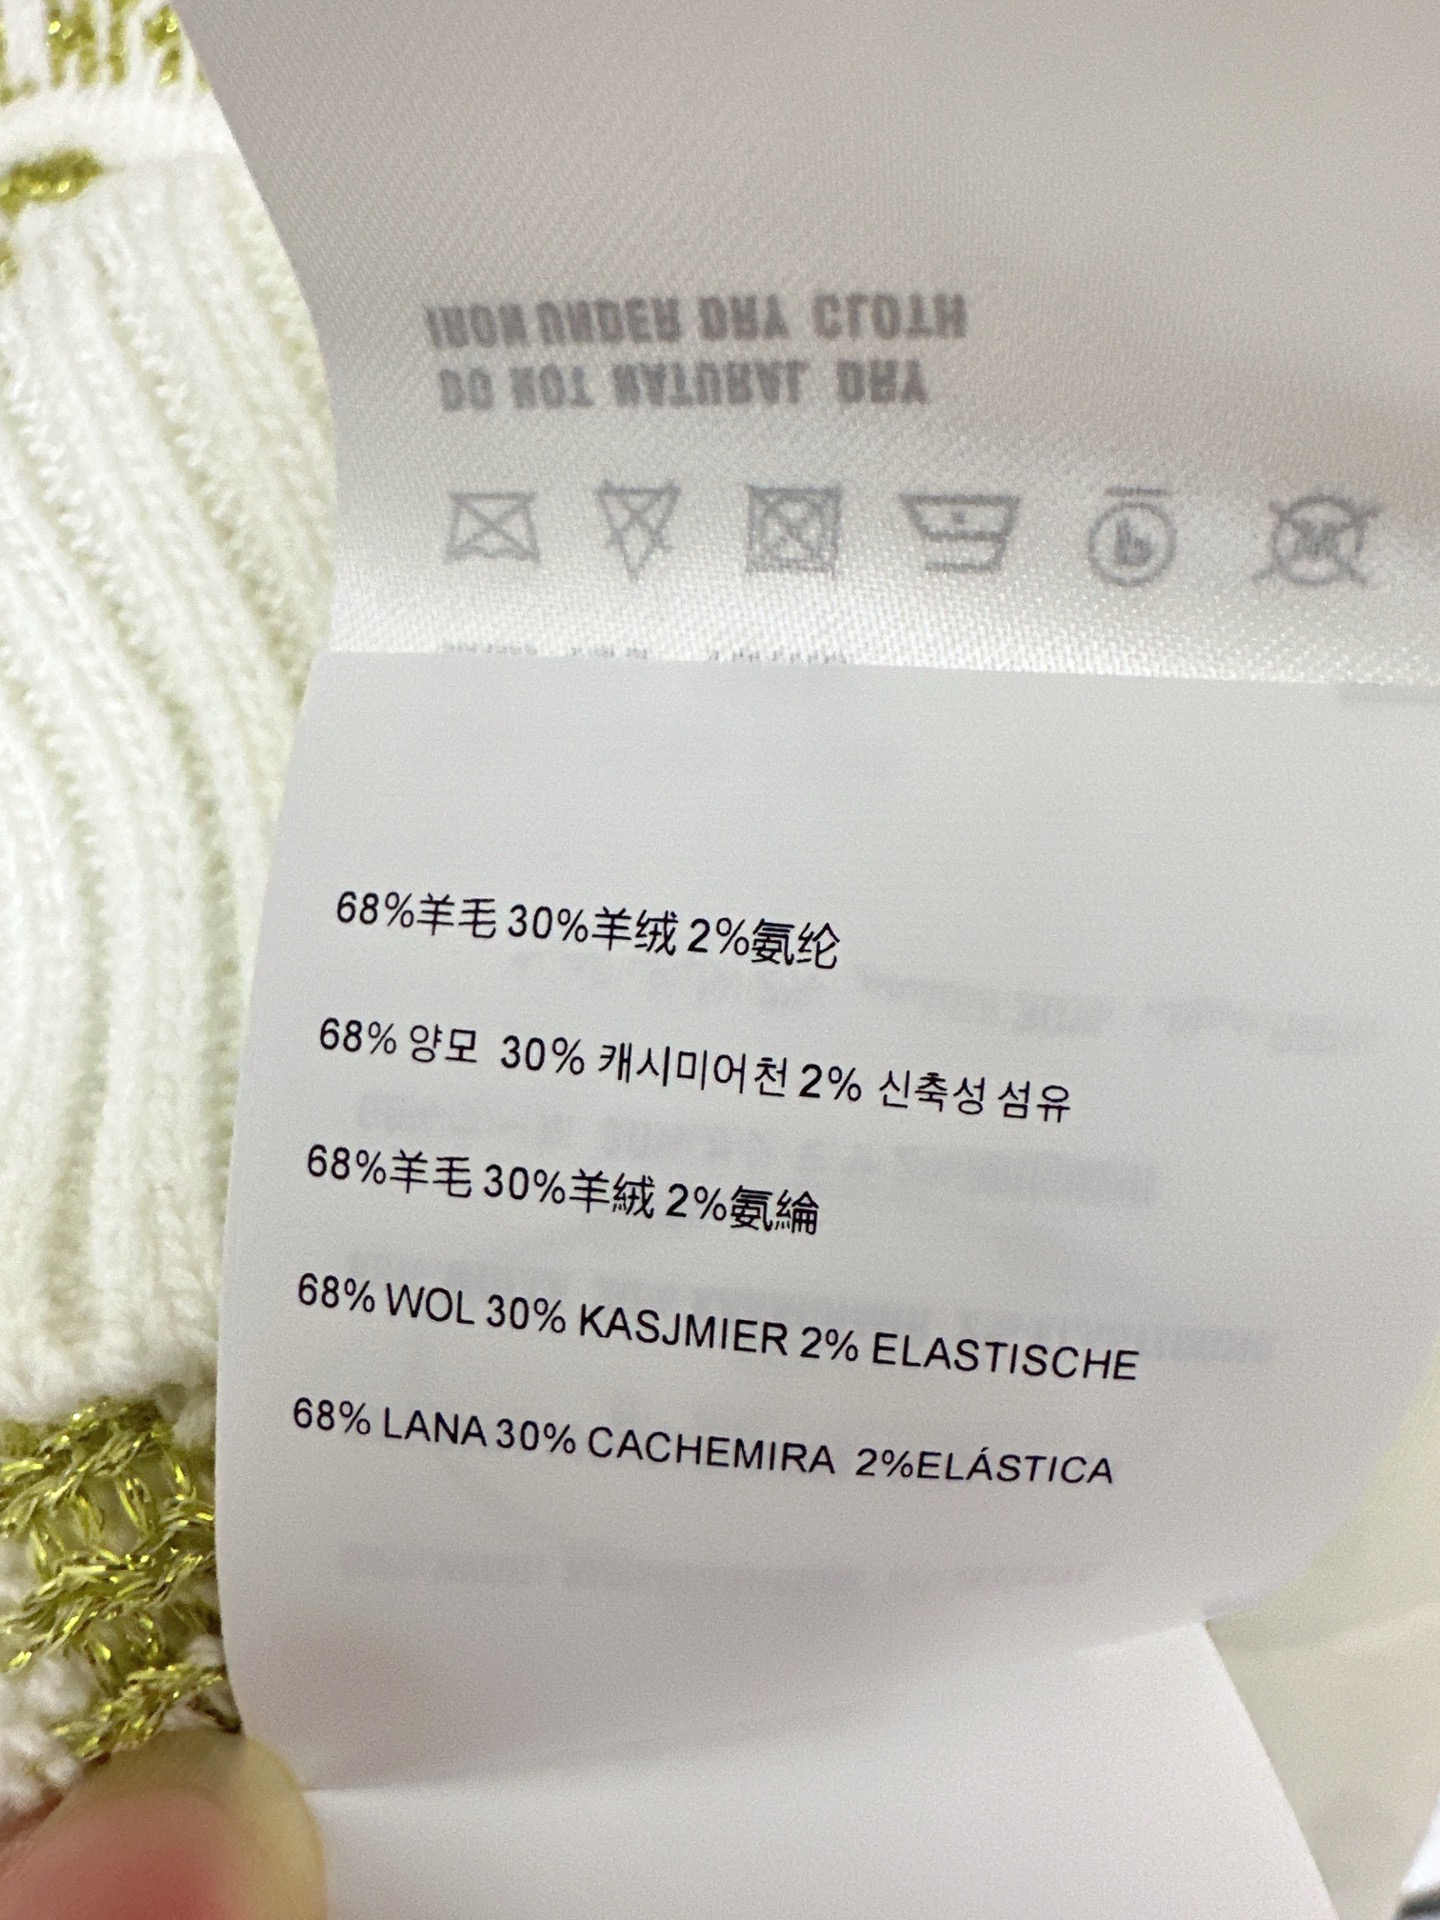 IRON UNDER DRY CLOTH
DO NOT NATURAL DRY
68%羊毛 30%羊绒 2%氨纶
68% 양모 30% 캐시미어천 2% 신축성 섬유
68%羊毛 30%羊絨 2%氨綸
68% WOL 30% KASJMIER 2% ELASTISCHE
68% LANA 30% CACHEMIRA 2%ELÁSTICA